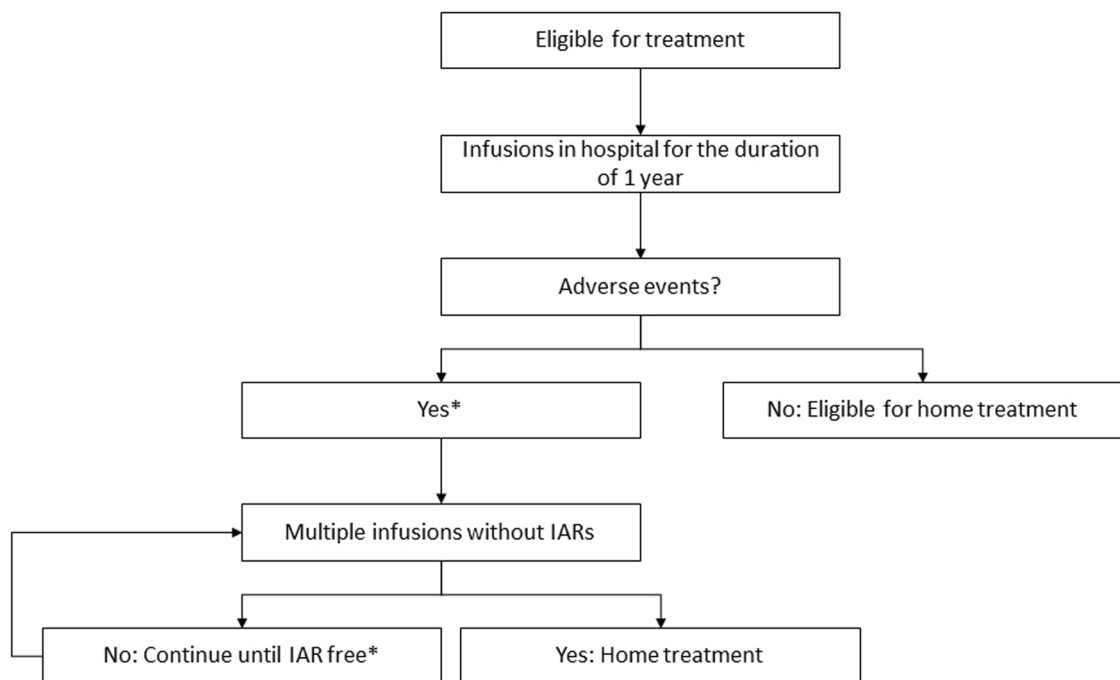 Eligible for treatment
Infusions in hospital for the duration
of 1 year
Adverse events?
Yes*
No: Eligible for home treatment
Multiple infusions without IARs
No: Continue until IAR free*
Yes: Home treatment